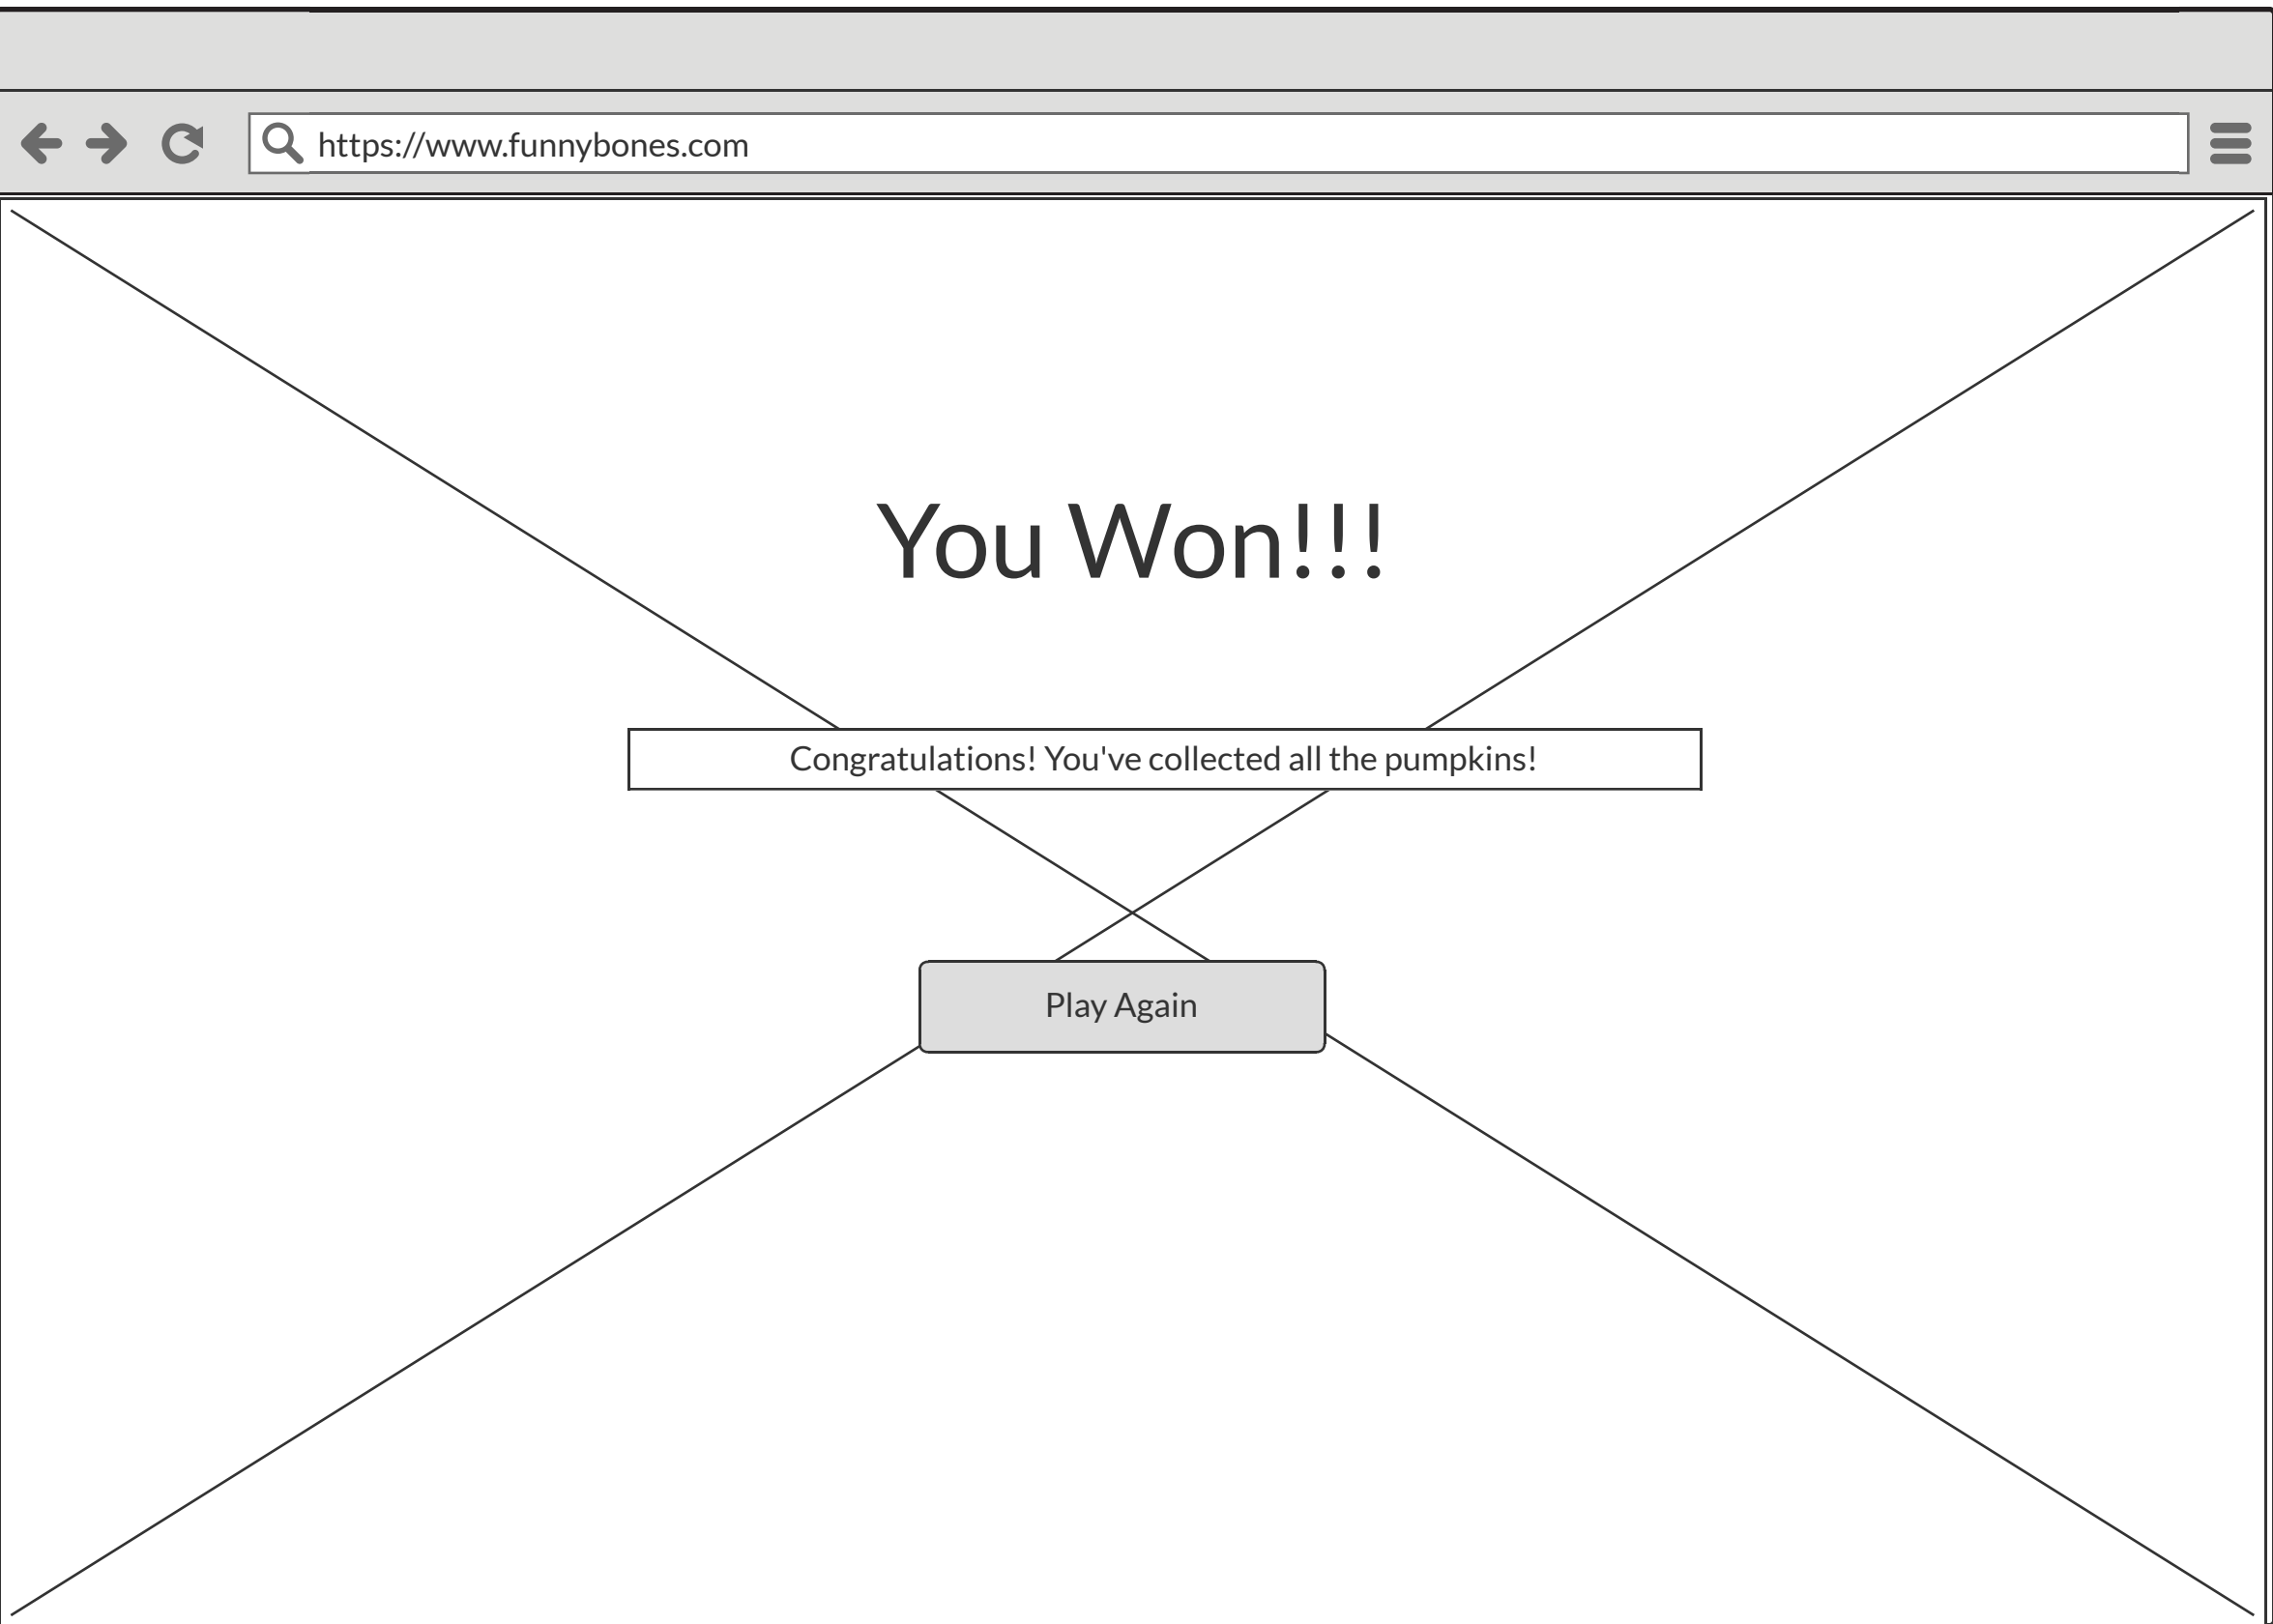 https://www.funnybones.com
You Won!!!
Congratulations! You've collected all the pumpkins!
Play Again